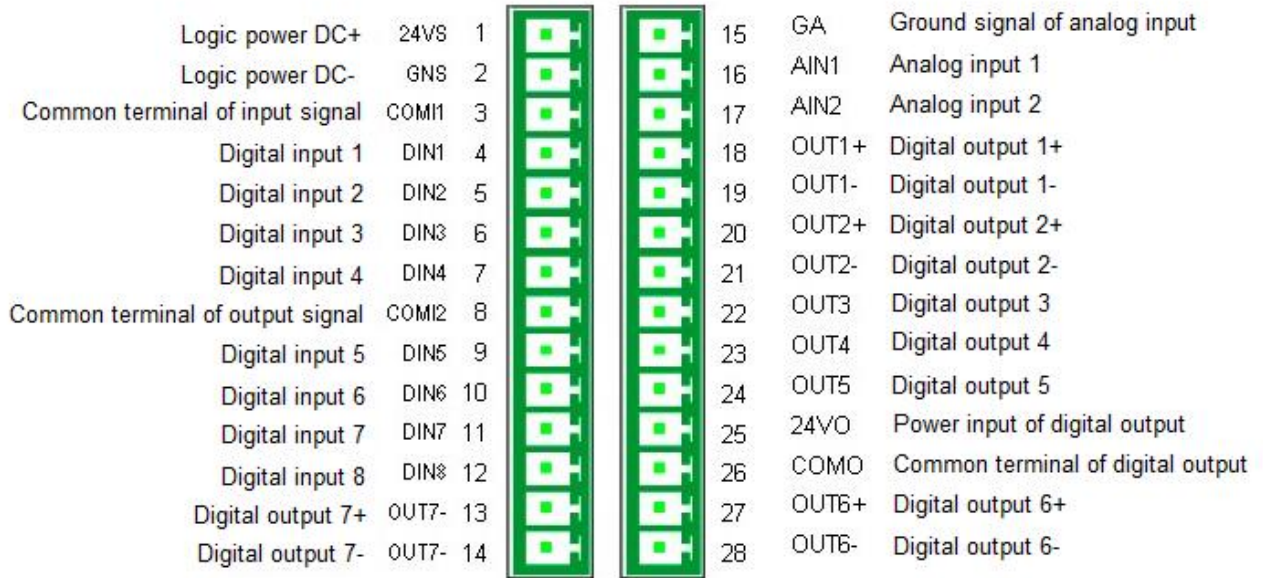 Logic power DC+ 24VS 1
Logic power DC- GNS 2
Common terminal of input signal COMI1 3
Digital input 1 DIN1 4
Digital input 2 DIN2 5
Digital input 3 DIN3 6
Digital input 4 DIN4 7
Common terminal of output signal COMI2 8
Digital input 5 DIN5 9
Digital input 6 DIN6 10
Digital input 7 DIN7 11
Digital input 8 DIN8 12
Digital output 7+ OUT7- 13
Digital output 7- OUT7- 14
15 GA Ground signal of analog input
16 AIN1 Analog input 1
17 AIN2 Analog input 2
18 OUT1+ Digital output 1+
19 OUT1- Digital output 1-
20 OUT2+ Digital output 2+
21 OUT2- Digital output 2-
22 OUT3 Digital output 3
23 OUT4 Digital output 4
24 OUT5 Digital output 5
25 24VO Power input of digital output
26 COMO Common terminal of digital output
27 OUT6+ Digital output 6+
28 OUT6- Digital output 6-